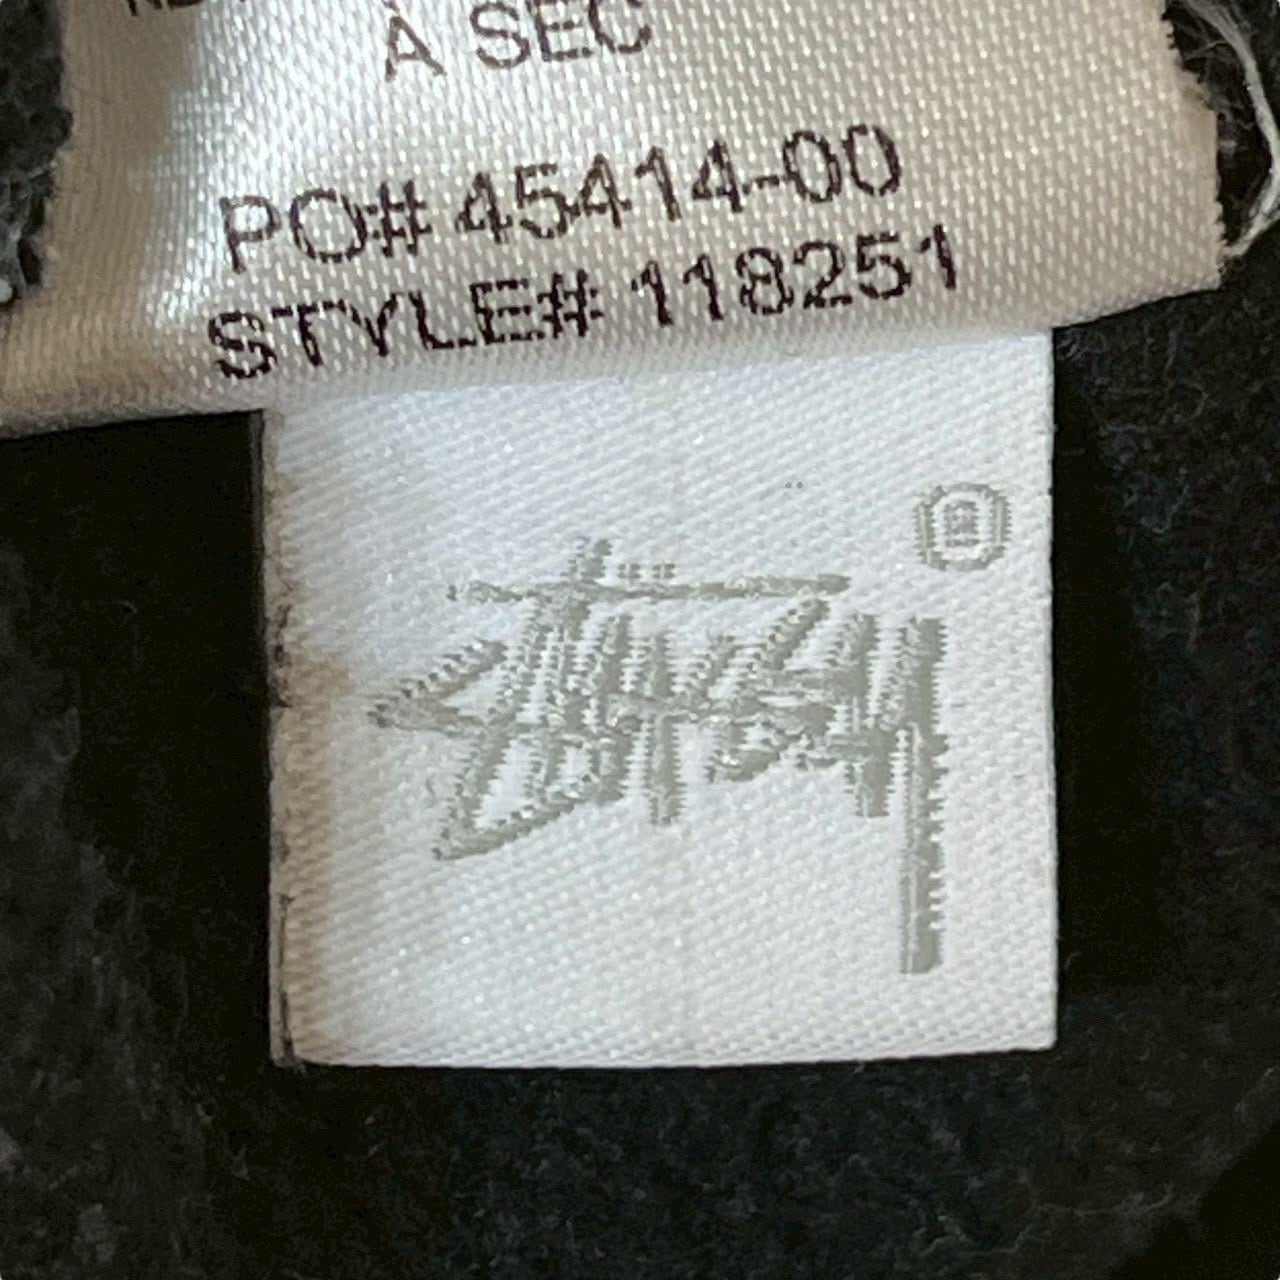 À SEC
PO# 45414-00
STYLE# 118251
®
Stüssy